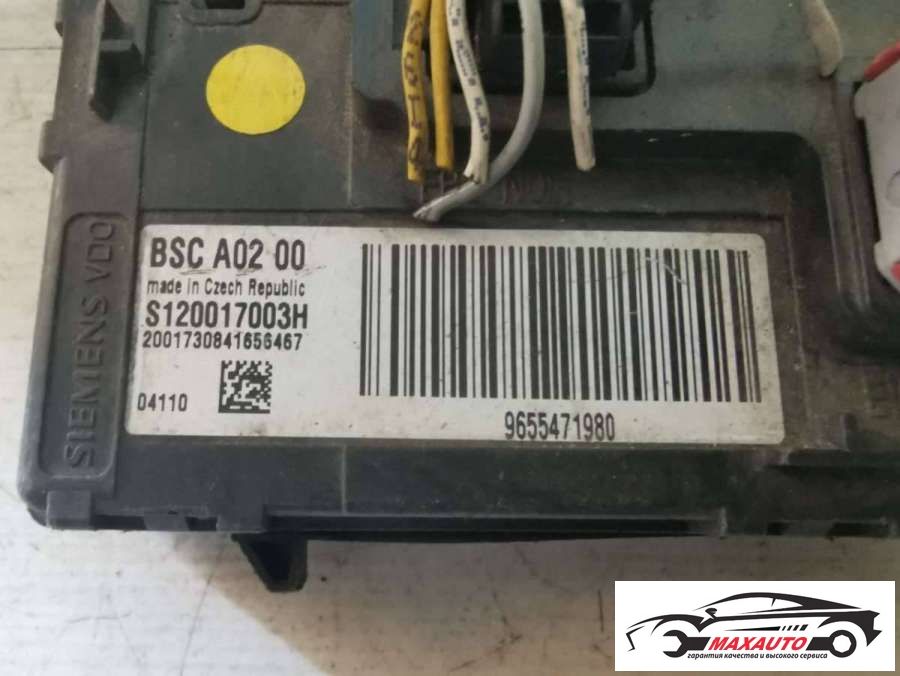 SIEMENS VDO
BSC A02 00
made in Czech Republic
S120017003H
2001730841656467
04110
9655471980
MAXAUTO
гарантия качества и высокого сервиса